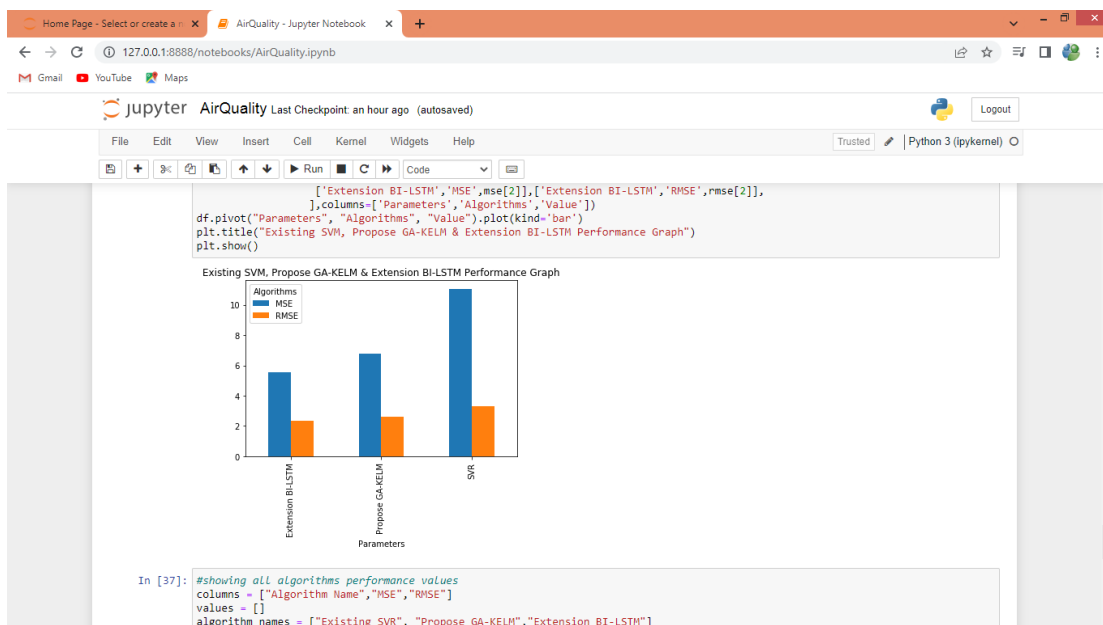 Home Page - Select or create a n
AirQuality - Jupyter Notebook
127.0.0.1:8888/notebooks/AirQuality.ipynb
Gmail YouTube Maps
jupyter AirQuality Last Checkpoint: an hour ago (autosaved)
Logout
File Edit View Insert Cell Kernel Widgets Help
Trusted Python 3 (ipykernel)
Run Code
['Extension BI-LSTM','MSE',mse[2]],['Extension BI-LSTM','RMSE',rmse[2]],
],columns=['Parameters','Algorithms','Value'])
df.pivot("Parameters", "Algorithms", "Value").plot(kind='bar')
plt.title("Existing SVM, Propose GA-KELM & Extension BI-LSTM Performance Graph")
plt.show()
Existing SVM, Propose GA-KELM & Extension BI-LSTM Performance Graph
Algorithms
MSE
RMSE
10
8
6
4
2
0
Extension BI-LSTM
Propose GA-KELM
SVR
Parameters
In [37]: #showing all algorithms performance values
columns = ["Algorithm Name","MSE","RMSE"]
values = []
algorithm_names = ["Existing SVR", "Propose GA-KELM","Extension BI-LSTM"]